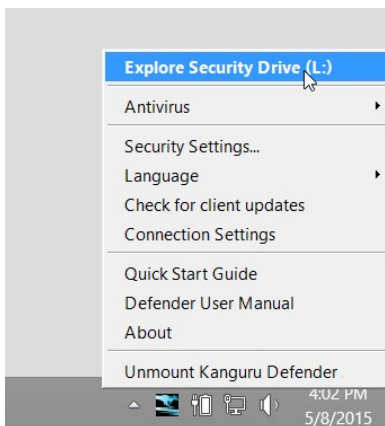 Explore Security Drive (L:)
Antivirus
Security Settings...
Language
Check for client updates
Connection Settings
Quick Start Guide
Defender User Manual
About
Unmount Kanguru Defender
4:02 PM
5/8/2015